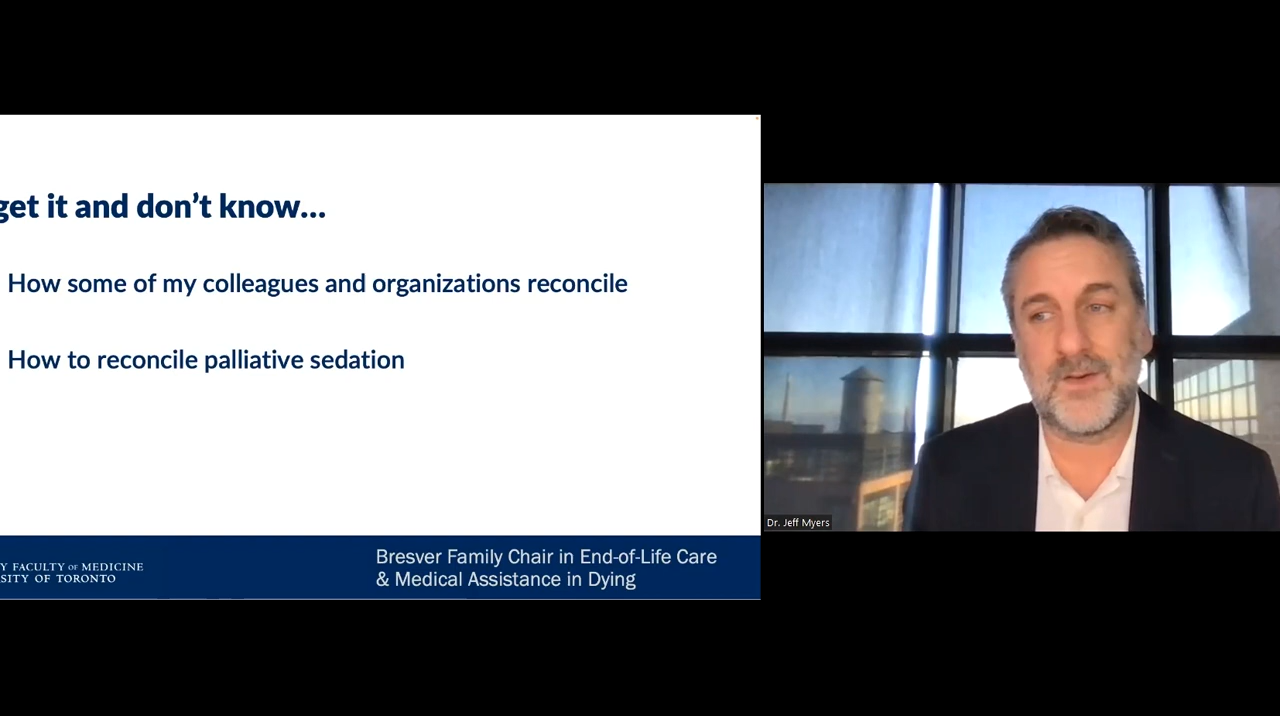 get it and don’t know…
How some of my colleagues and organizations reconcile
How to reconcile palliative sedation
Y FACULTY OF MEDICINE
SITY OF TORONTO
Bresver Family Chair in End-of-Life Care
& Medical Assistance in Dying
Dr. Jeff Myers